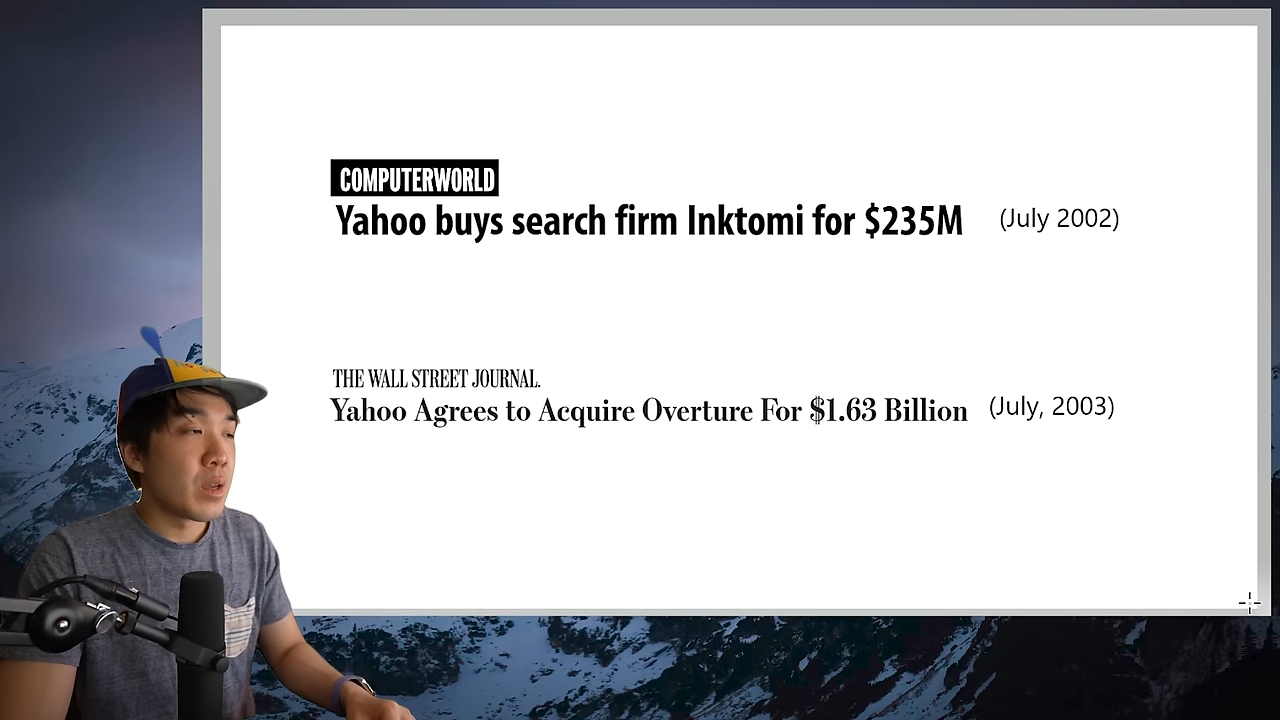 COMPUTERWORLD
Yahoo buys search firm Inktomi for $235M (July 2002)
THE WALL STREET JOURNAL.
Yahoo Agrees to Acquire Overture For $1.63 Billion (July, 2003)